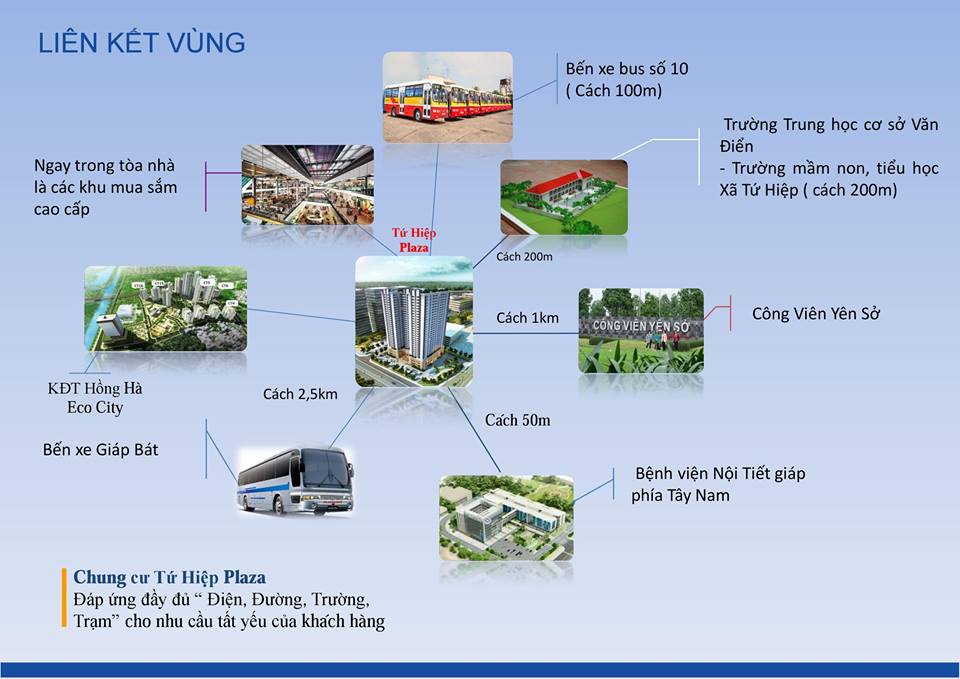 LIÊN KẾT VÙNG
Bến xe bus số 10
( Cách 100m)
Trường Trung học cơ sở Văn
Điển
- Trường mầm non, tiểu học
Xã Tứ Hiệp ( cách 200m)
Ngay trong tòa nhà
là các khu mua sắm
cao cấp
Tứ Hiệp
Plaza
Cách 200m
Cách 1km
CÔNG VIÊN YÊN SỞ
Công Viên Yên Sở
KĐT Hồng Hà
Eco City
Cách 2,5km
Cách 50m
Bến xe Giáp Bát
Bệnh viện Nội Tiết giáp
phía Tây Nam
Chung cư Tứ Hiệp Plaza
Đáp ứng đầy đủ “ Điện, Đường, Trường,
Trạm” cho nhu cầu tất yếu của khách hàng